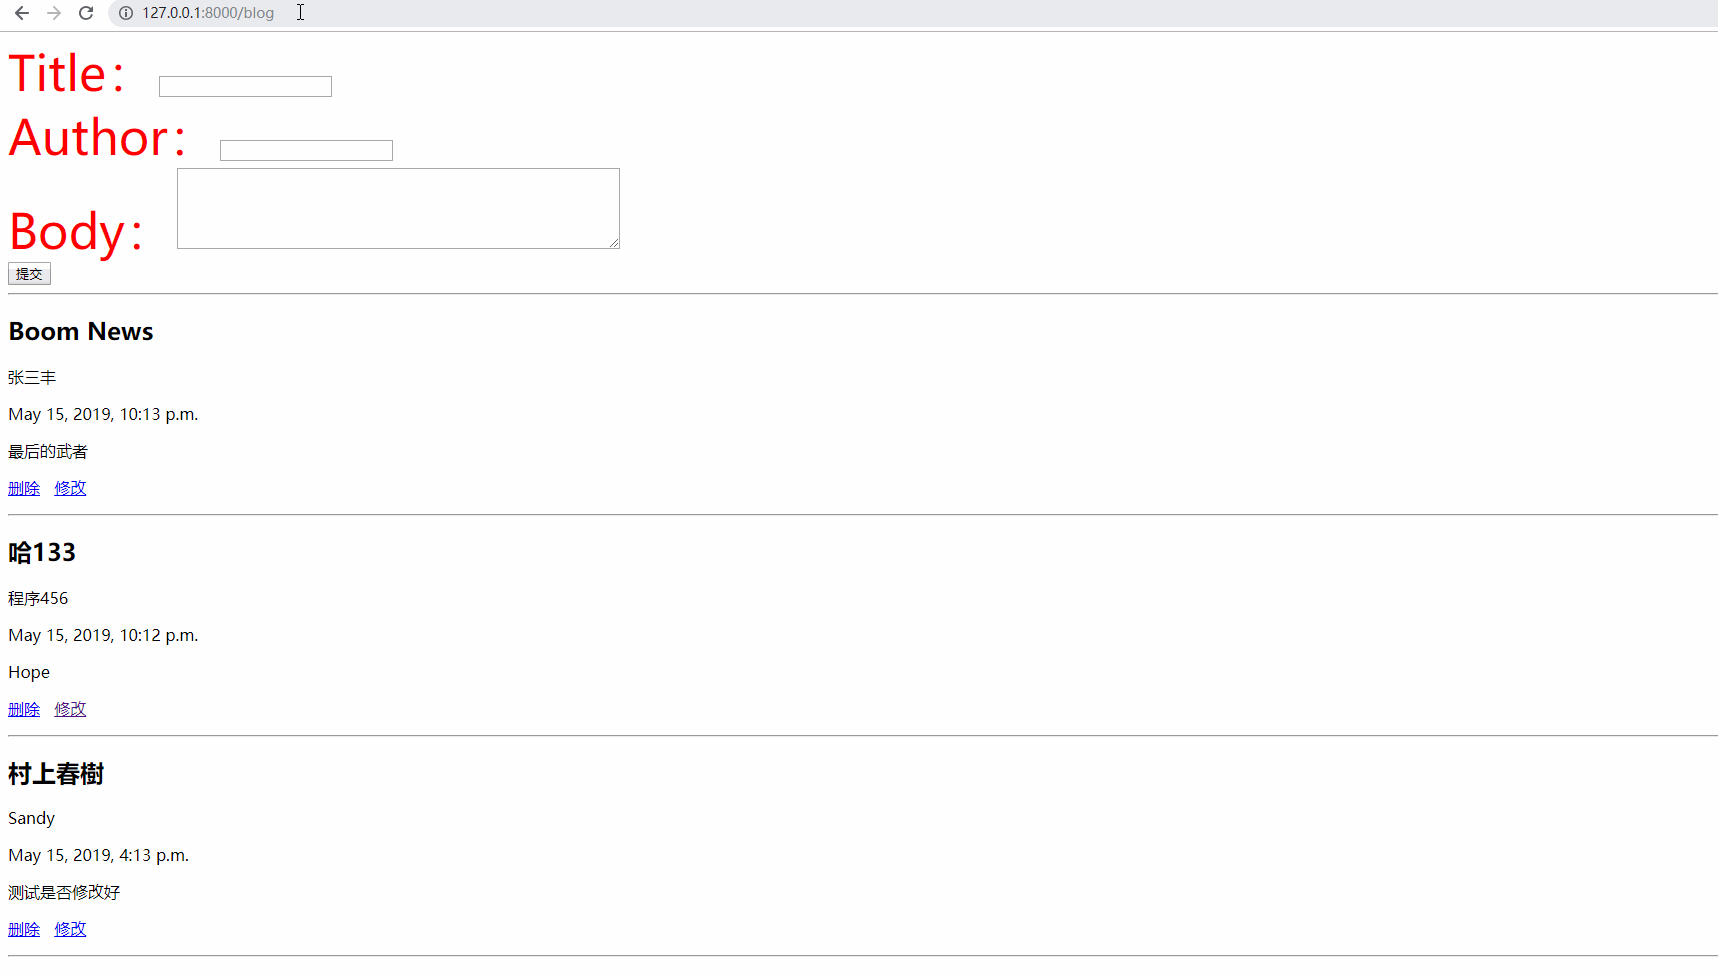 127.0.0.1:8000/blog
Title：
Author：
Body：
提交
Boom News
张三丰
May 15, 2019, 10:13 p.m.
最后的武者
删除 修改
哈133
程序456
May 15, 2019, 10:12 p.m.
Hope
删除 修改
村上春樹
Sandy
May 15, 2019, 4:13 p.m.
测试是否修改好
删除 修改